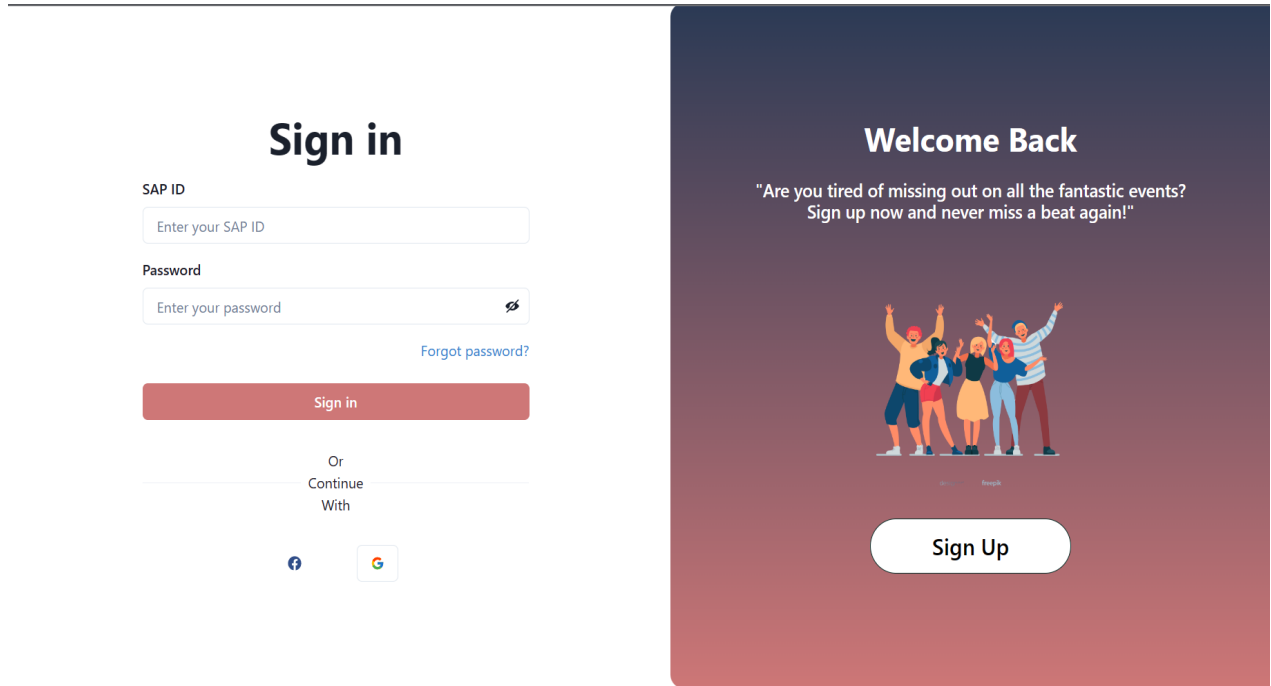 Sign in
SAP ID
Enter your SAP ID
Password
Enter your password
Forgot password?
Sign in
Or
Continue
With
Welcome Back
"Are you tired of missing out on all the fantastic events?
Sign up now and never miss a beat again!"
freepik
Sign Up